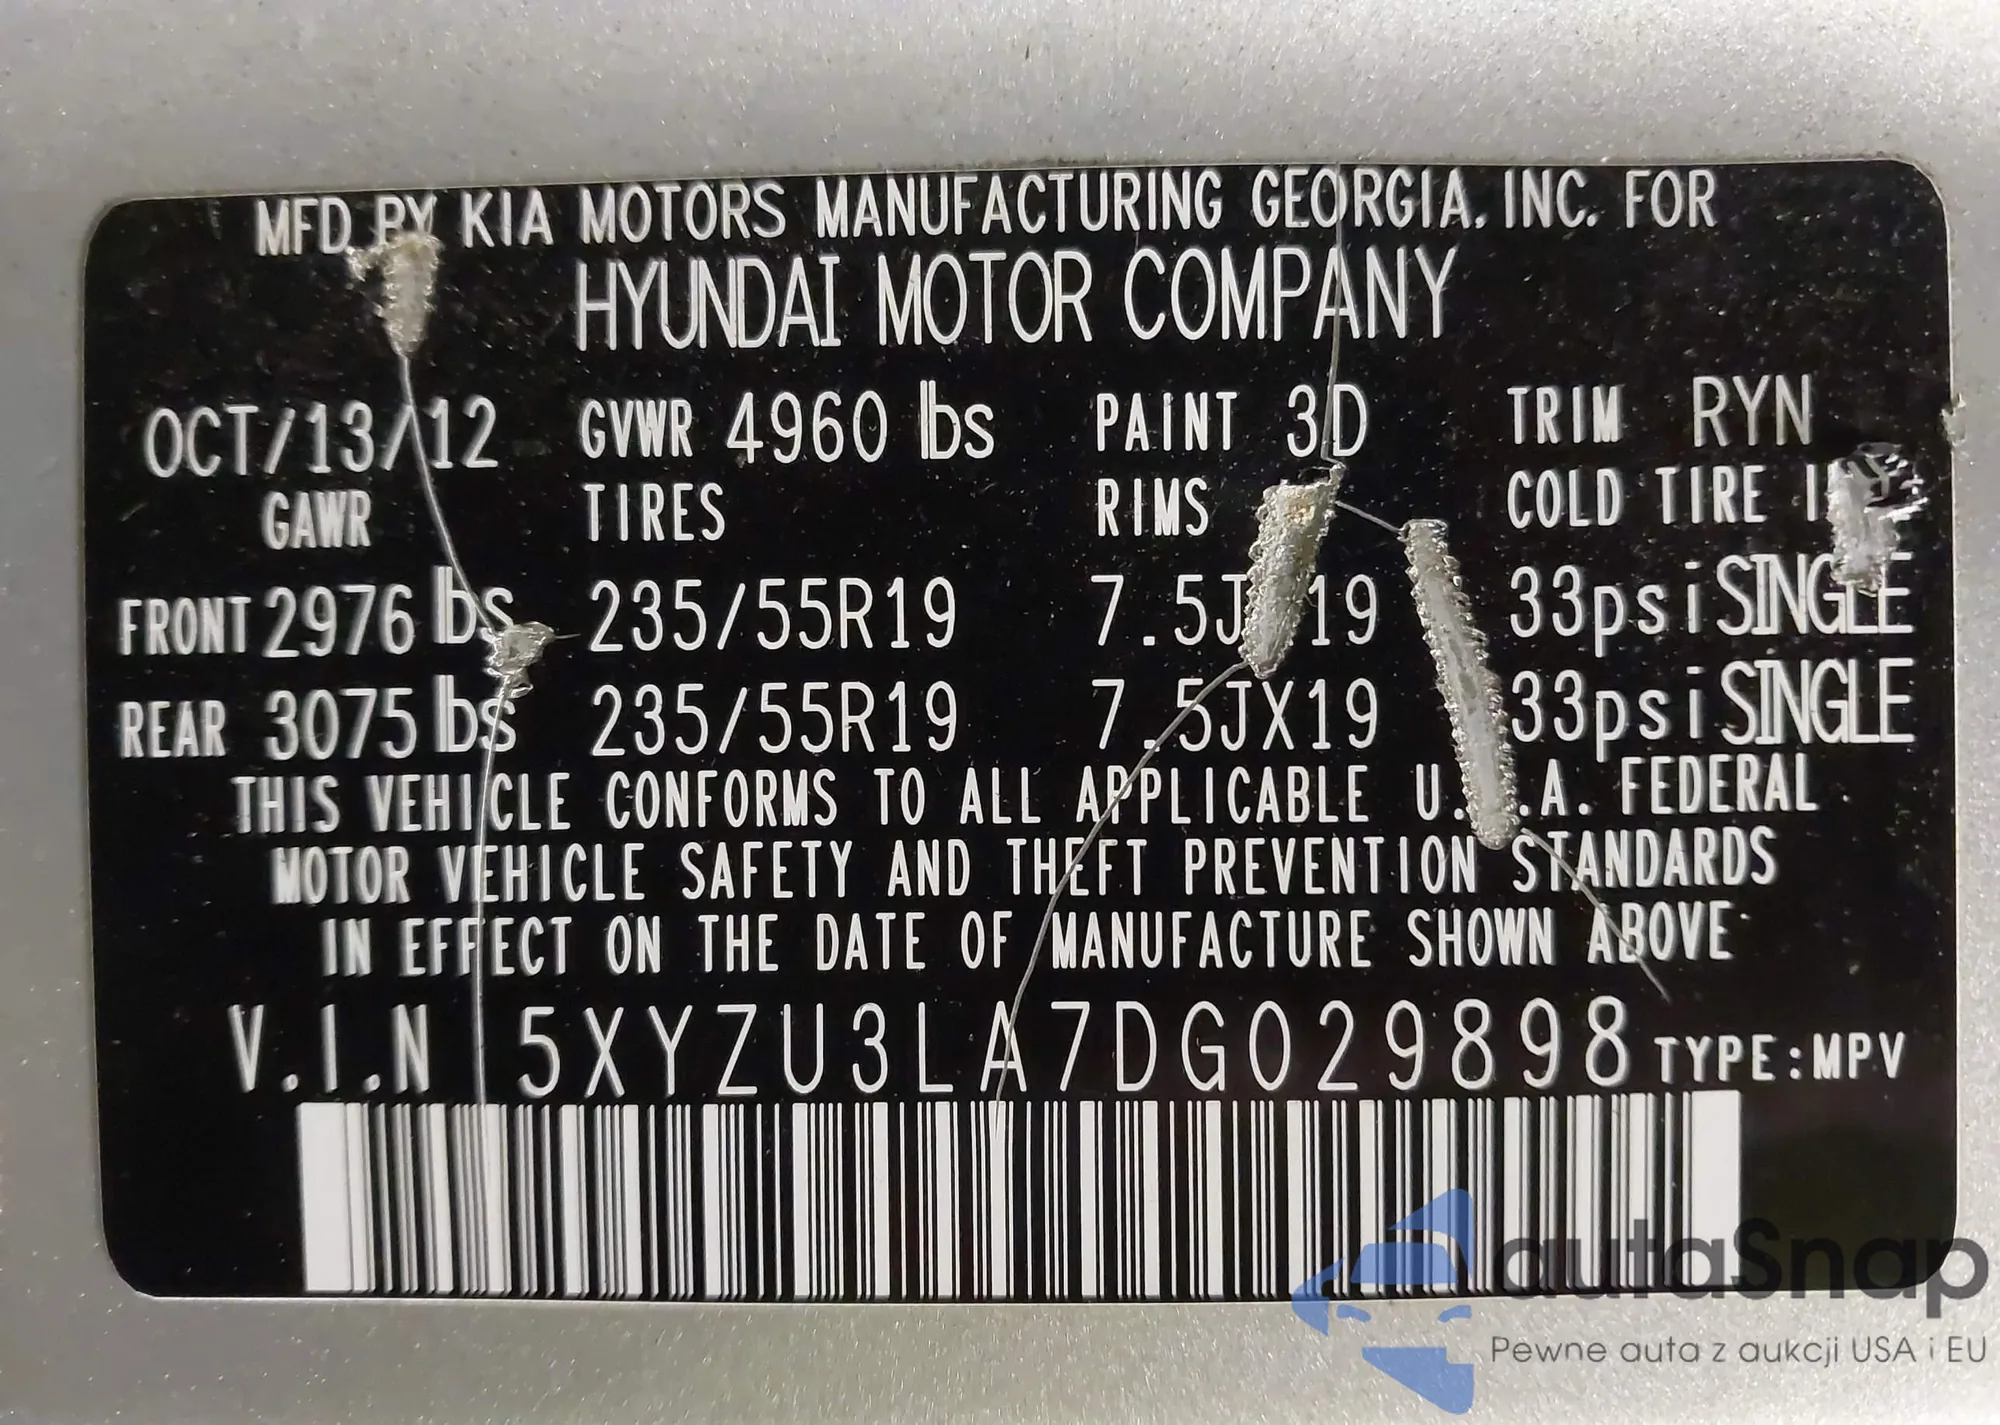 MFD BY KIA MOTORS MANUFACTURING GEORGIA, INC. FOR
HYUNDAI MOTOR COMPANY
OCT/13/12 GVWR 4960 lbs PAINT 3D TRIM RYN
GAWR TIRES RIMS COLD TIRE
FRONT 2976 lbs 235/55R19 7.5J 19 33psi SINGLE
REAR 3075 lbs 235/55R19 7.5JX19 33psi SINGLE
THIS VEHICLE CONFORMS TO ALL APPLICABLE U. .A. FEDERAL
MOTOR VEHICLE SAFETY AND THEFT PREVENTION STANDARDS
IN EFFECT ON THE DATE OF MANUFACTURE SHOWN ABOVE
V.I.N 5XYZU3LA7DG029898 TYPE:MPV
autaSnap
Pewne auta z aukcji USA i EU